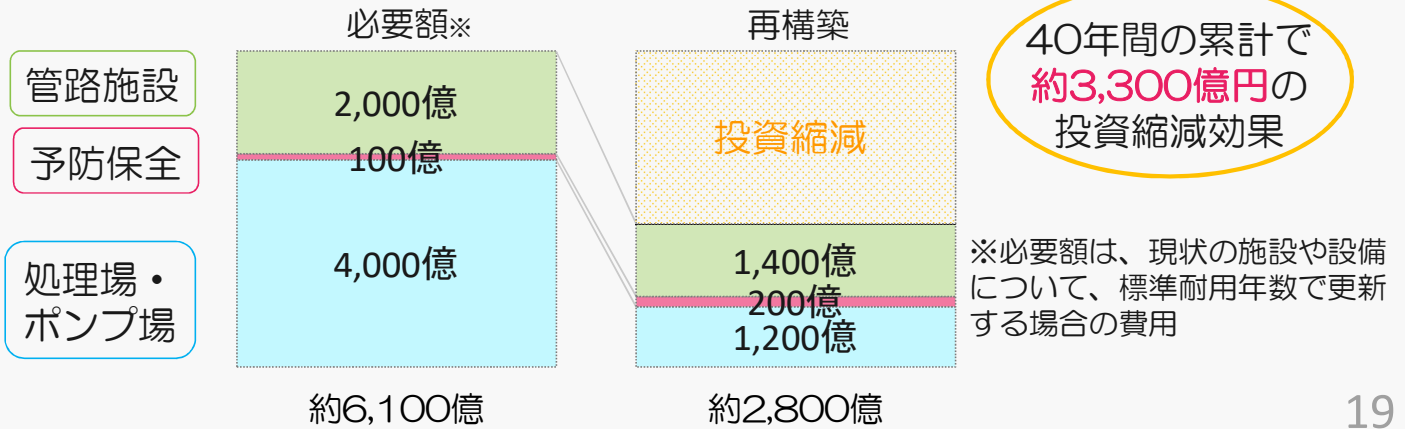 必要額※
再構築
管路施設
予防保全
処理場・
ポンプ場
2,000億
100億
4,000億
投資縮減
1,400億
200億
1,200億
約6,100億
約2,800億
40年間の累計で
約3,300億円の
投資縮減効果
※必要額は、現状の施設や設備
について、標準耐用年数で更新
する場合の費用
19